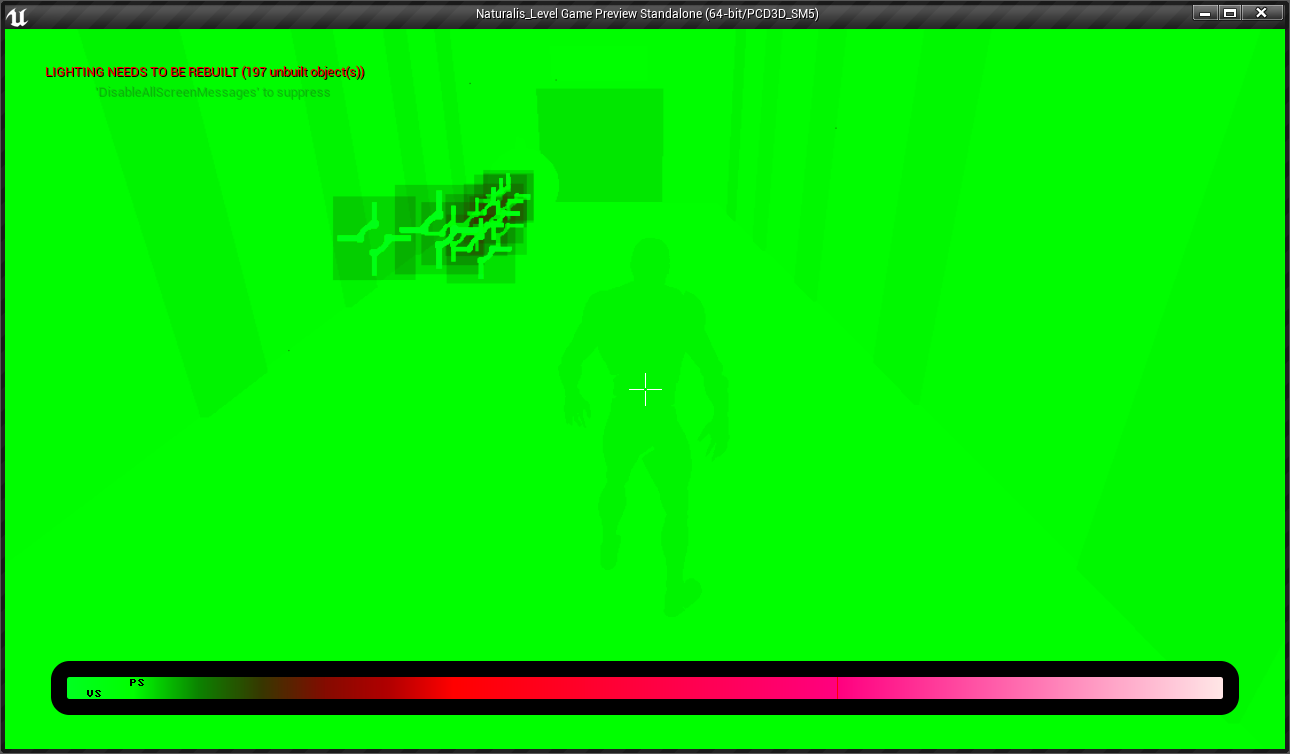 Naturalis_Level Game Preview Standalone (64-bit/PCD3D_SM5)
LIGHTING NEEDS TO BE REBUILT (197 unbuilt object(s))
'DisableAllScreenMessages' to suppress
PS
VS